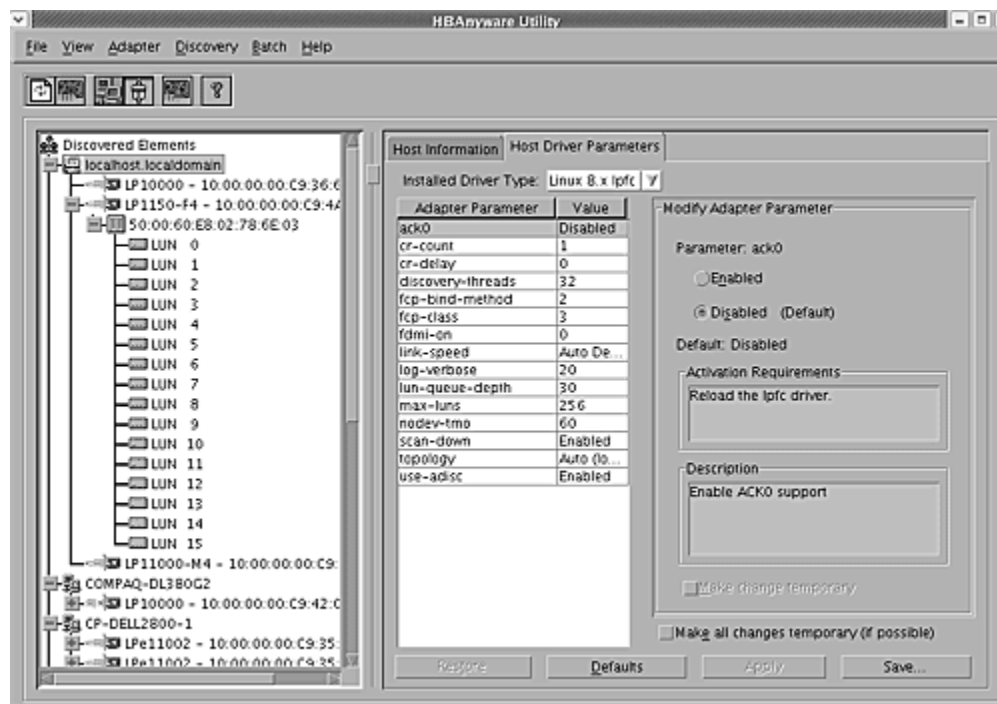 HBAnyware Utility
File View Adapter Discovery Batch Help
Discovered Elements
localhost.localdomain
LP10000 - 10:00:00:00:C9:36:6
LP1150-F4 - 10:00:00:00:C9:4A
50:00:60:E8:02:78:6E:03
LUN 0
LUN 1
LUN 2
LUN 3
LUN 4
LUN 5
LUN 6
LUN 7
LUN 8
LUN 9
LUN 10
LUN 11
LUN 12
LUN 13
LUN 14
LUN 15
LP11000-M4 - 10:00:00:00:C9:
COMPAQ-DL380G2
LP10000 - 10:00:00:00:C9:42:C
CP-DELL2800-1
LPe11002 - 10:00:00:00:C9:35:
LPe11002 - 10:00:00:00:C9:35:
Host Information Host Driver Parameters
Installed Driver Type: Linux 8.x lpfc
Adapter Parameter Value
ack0 Disabled
cr-count 1
cr-delay 0
discovery-threads 32
fcp-bind-method 2
fcp-class 3
fdmi-on 0
link-speed Auto De...
log-verbose 20
lun-queue-depth 30
max-luns 256
nodev-tmo 60
scan-down Enabled
topology Auto (lo...
use-adisc Enabled
Modify Adapter Parameter
Parameter: ack0
Enabled
Disabled (Default)
Default: Disabled
Activation Requirements
Reload the lpfc driver.
Description
Enable ACK0 support
Make change temporary
Make all changes temporary (if possible)
Restore Defaults Apply Save...